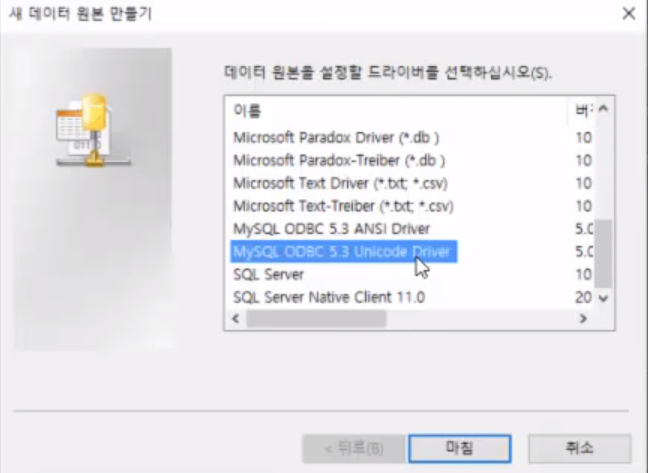 새 데이터 원본 만들기
데이터 원본을 설정할 드라이버를 선택하십시오(S).
이름
Microsoft Paradox Driver (*.db ) 10
Microsoft Paradox-Treiber (*.db ) 10
Microsoft Text Driver (*.txt; *.csv) 10
Microsoft Text-Treiber (*.txt; *.csv) 10
MySQL ODBC 5.3 ANSI Driver 5.0
MySQL ODBC 5.3 Unicode Driver 5.0
SQL Server 10
SQL Server Native Client 11.0 20
< 뒤로(B) 마침 취소